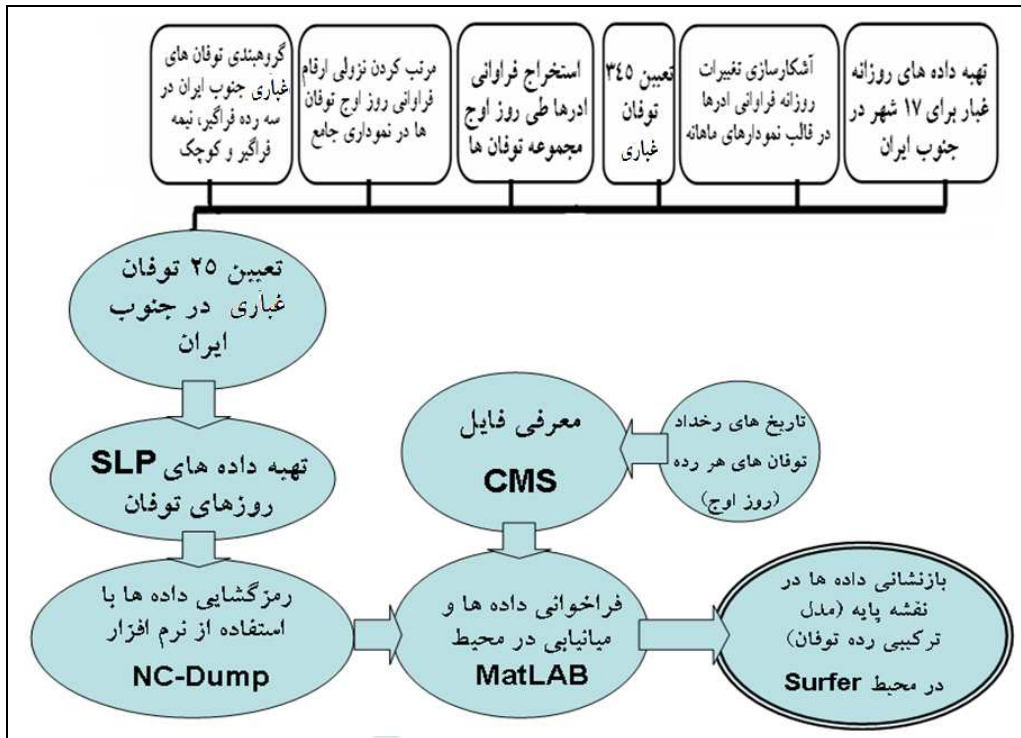 تهیه داده های روزانه
غبار برای ۱۷ شهر در
جنوب ایران
آشکارسازی تغییرات
روزانه فراوانی ادرها
در قالب نمودارهای ماهانه
تعیین ۳٤٥
توفان
غباری
استخراج فراوانی
ادرها طی روز اوج
مجموعه توفان ها
مرتب کردن نزولی ارقام
فراوانی روز اوج توفان
ها در نموداری جامع
گروهبندی توفان های
غباری جنوب ایران در
سه رده فراگیر، نیمه
فراگیر و کوچک
تعیین ۲٥ توفان
غباری در جنوب
ایران
تهیه داده های SLP
روزهای توفان
رمزگشایی داده ها با
استفاده از نرم افزار
NC-Dump
تاریخ های رخداد
توفان های هر رده
(روز اوج)
معرفی فایل
CMS
فراخوانی داده ها و
میانیابی در محیط
MatLAB
بازنشانی داده ها در
نقشه پایه (مدل
ترکیبی رده توفان)
در محیط Surfer